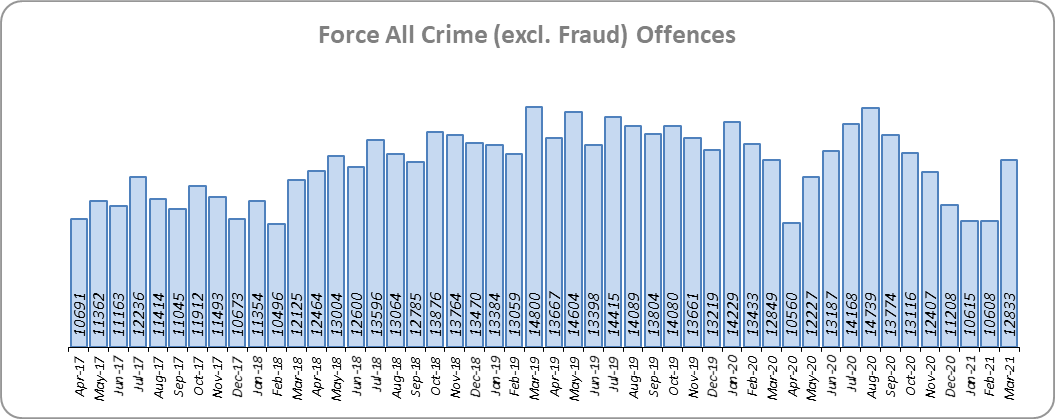 Force All Crime (excl. Fraud) Offences
10691 11362 11163 12236 11414 11045 11912 11493 10673 11354 10496 12125 12464 13004 12600 13596 13064 12785 13876 13764 13470 13384 13059 14800 13667 14604 13398 14415 14089 13804 14080 13661 13219 14229 13433 12849 10560 12227 13187 14168 14739 13774 13116 12407 11208 10615 10608 12833
Apr-17 May-17 Jun-17 Jul-17 Aug-17 Sep-17 Oct-17 Nov-17 Dec-17 Jan-18 Feb-18 Mar-18 Apr-18 May-18 Jun-18 Jul-18 Aug-18 Sep-18 Oct-18 Nov-18 Dec-18 Jan-19 Feb-19 Mar-19 Apr-19 May-19 Jun-19 Jul-19 Aug-19 Sep-19 Oct-19 Nov-19 Dec-19 Jan-20 Feb-20 Mar-20 Apr-20 May-20 Jun-20 Jul-20 Aug-20 Sep-20 Oct-20 Nov-20 Dec-20 Jan-21 Feb-21 Mar-21